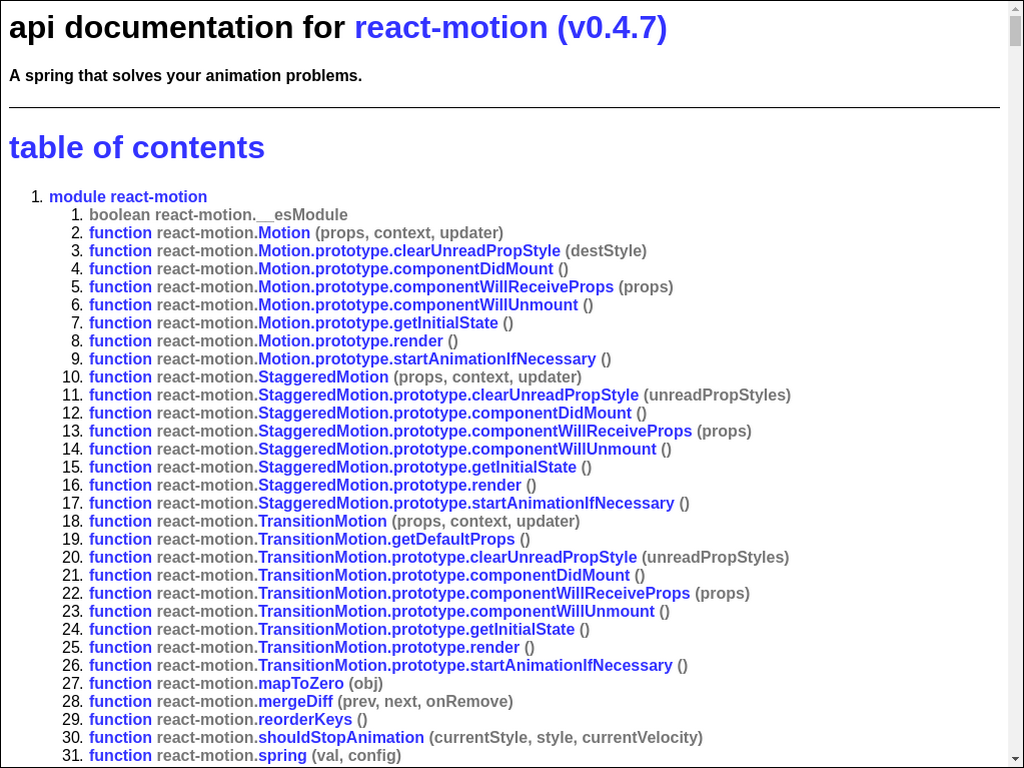 api documentation for react-motion (v0.4.7)
A spring that solves your animation problems.
table of contents
1. module react-motion
1. boolean react-motion.__esModule
2. function react-motion.Motion (props, context, updater)
3. function react-motion.Motion.prototype.clearUnreadPropStyle (destStyle)
4. function react-motion.Motion.prototype.componentDidMount ()
5. function react-motion.Motion.prototype.componentWillReceiveProps (props)
6. function react-motion.Motion.prototype.componentWillUnmount ()
7. function react-motion.Motion.prototype.getInitialState ()
8. function react-motion.Motion.prototype.render ()
9. function react-motion.Motion.prototype.startAnimationIfNecessary ()
10. function react-motion.StaggeredMotion (props, context, updater)
11. function react-motion.StaggeredMotion.prototype.clearUnreadPropStyle (unreadPropStyles)
12. function react-motion.StaggeredMotion.prototype.componentDidMount ()
13. function react-motion.StaggeredMotion.prototype.componentWillReceiveProps (props)
14. function react-motion.StaggeredMotion.prototype.componentWillUnmount ()
15. function react-motion.StaggeredMotion.prototype.getInitialState ()
16. function react-motion.StaggeredMotion.prototype.render ()
17. function react-motion.StaggeredMotion.prototype.startAnimationIfNecessary ()
18. function react-motion.TransitionMotion (props, context, updater)
19. function react-motion.TransitionMotion.getDefaultProps ()
20. function react-motion.TransitionMotion.prototype.clearUnreadPropStyle (unreadPropStyles)
21. function react-motion.TransitionMotion.prototype.componentDidMount ()
22. function react-motion.TransitionMotion.prototype.componentWillReceiveProps (props)
23. function react-motion.TransitionMotion.prototype.componentWillUnmount ()
24. function react-motion.TransitionMotion.prototype.getInitialState ()
25. function react-motion.TransitionMotion.prototype.render ()
26. function react-motion.TransitionMotion.prototype.startAnimationIfNecessary ()
27. function react-motion.mapToZero (obj)
28. function react-motion.mergeDiff (prev, next, onRemove)
29. function react-motion.reorderKeys ()
30. function react-motion.shouldStopAnimation (currentStyle, style, currentVelocity)
31. function react-motion.spring (val, config)